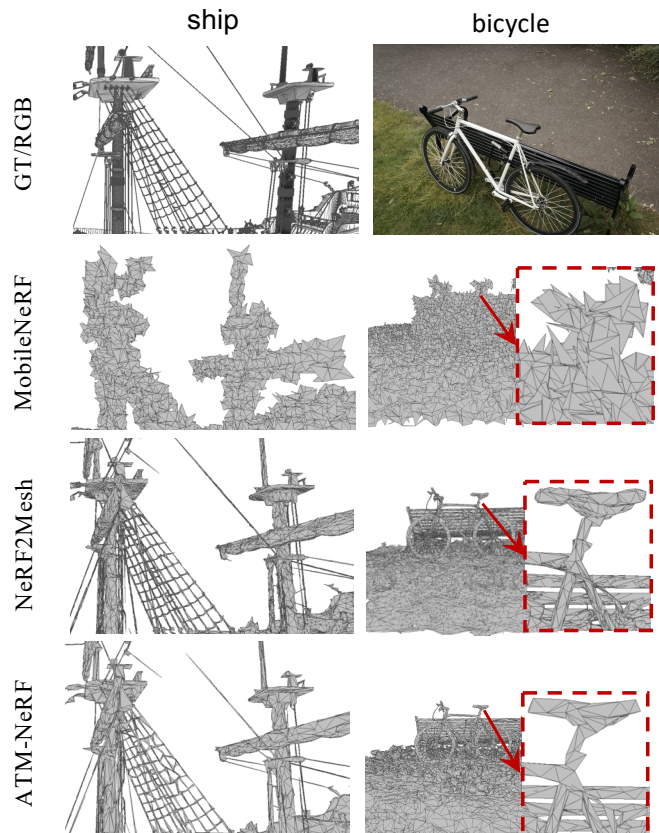 ship
bicycle
GT/RGB
MobileNeRF
NeRF2Mesh
ATM-NeRF